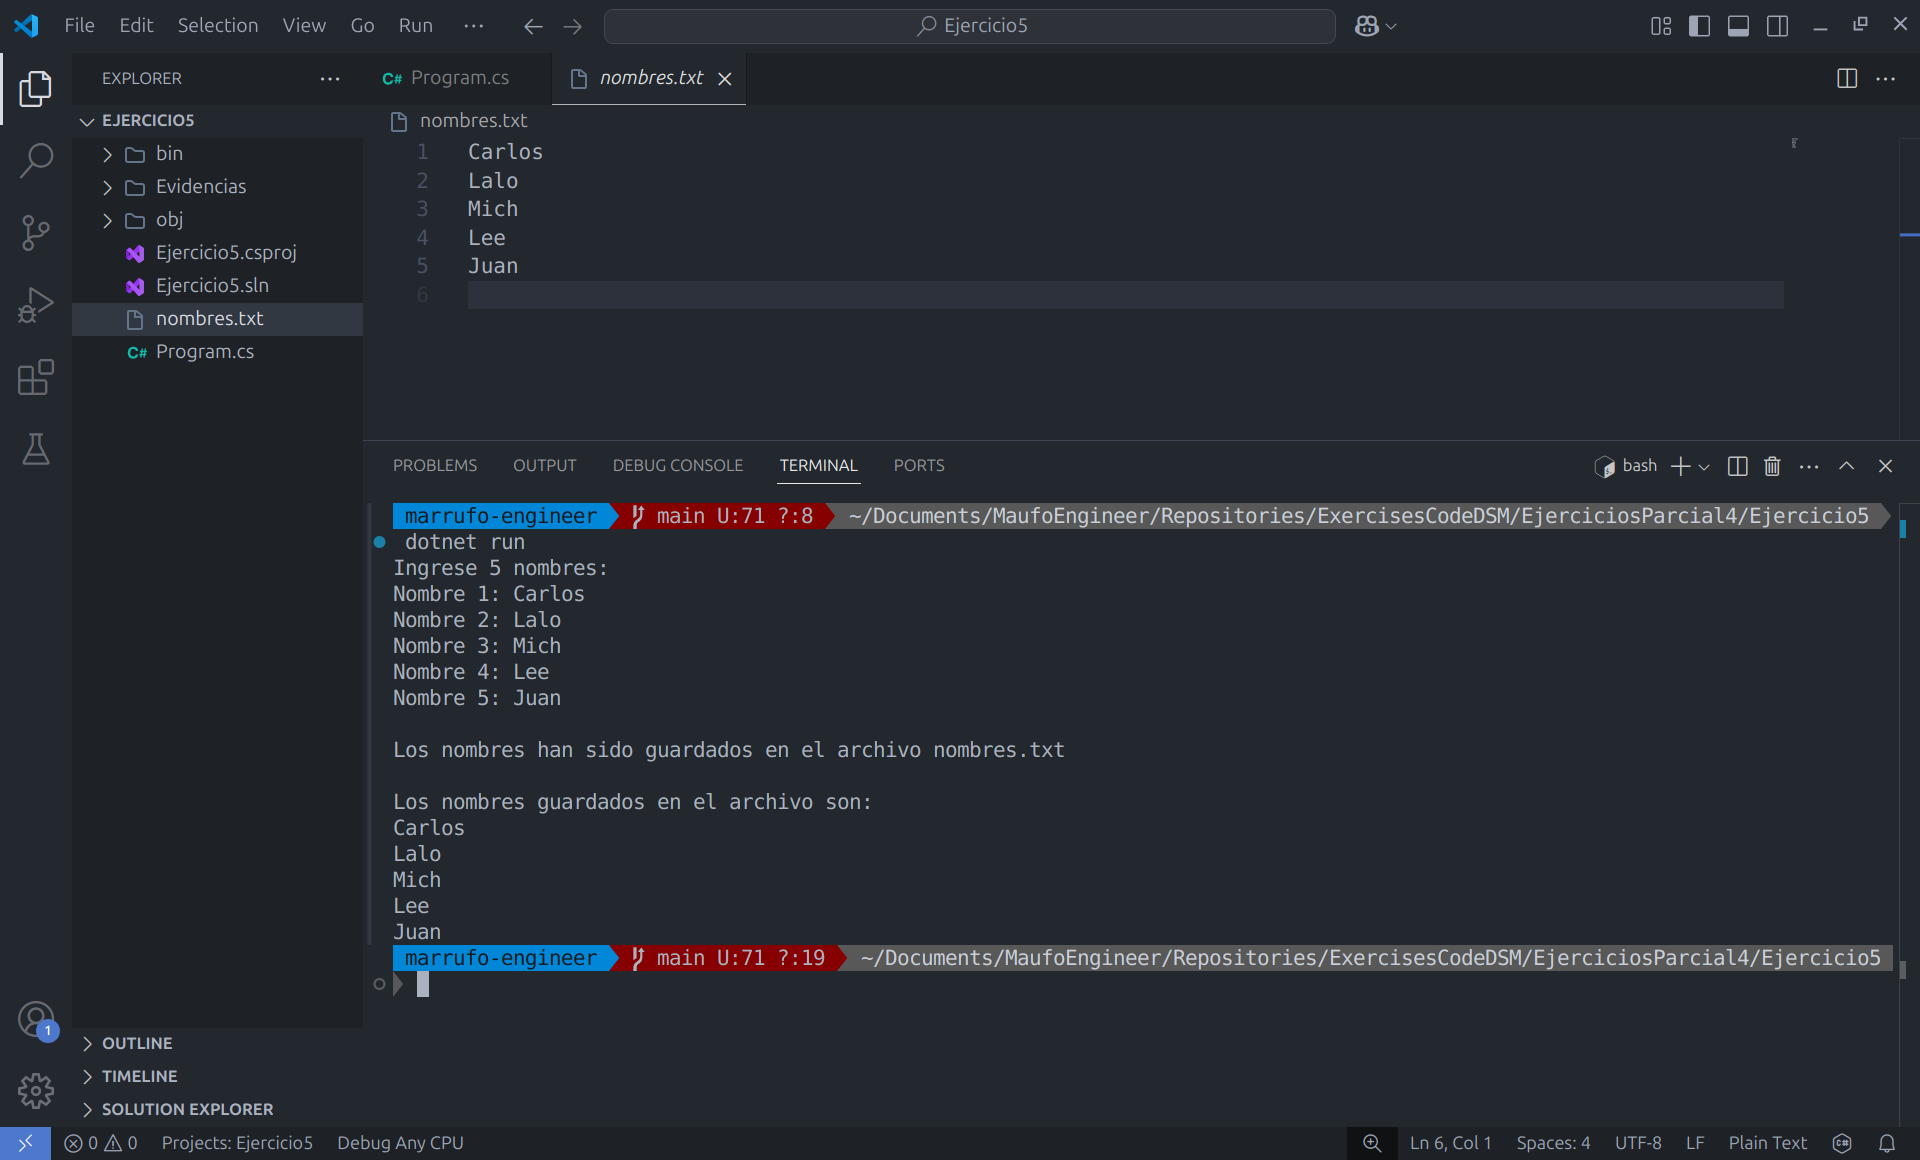 File Edit Selection View Go Run ··· Ejercicio5
EXPLORER ···
C# Program.cs nombres.txt
EJERCICIO5
bin
Evidencias
obj
Ejercicio5.csproj
Ejercicio5.sln
nombres.txt
C# Program.cs
nombres.txt
1 Carlos
2 Lalo
3 Mich
4 Lee
5 Juan
6
PROBLEMS OUTPUT DEBUG CONSOLE TERMINAL PORTS bash
marrufo-engineer main U:71 ?:8 ~/Documents/MaufoEngineer/Repositories/ExercisesCodeDSM/EjerciciosParcial4/Ejercicio5
dotnet run
Ingrese 5 nombres:
Nombre 1: Carlos
Nombre 2: Lalo
Nombre 3: Mich
Nombre 4: Lee
Nombre 5: Juan
Los nombres han sido guardados en el archivo nombres.txt
Los nombres guardados en el archivo son:
Carlos
Lalo
Mich
Lee
Juan
marrufo-engineer main U:71 ?:19 ~/Documents/MaufoEngineer/Repositories/ExercisesCodeDSM/EjerciciosParcial4/Ejercicio5
1
OUTLINE
TIMELINE
SOLUTION EXPLORER
0 0 Projects: Ejercicio5 Debug Any CPU Ln 6, Col 1 Spaces: 4 UTF-8 LF Plain Text